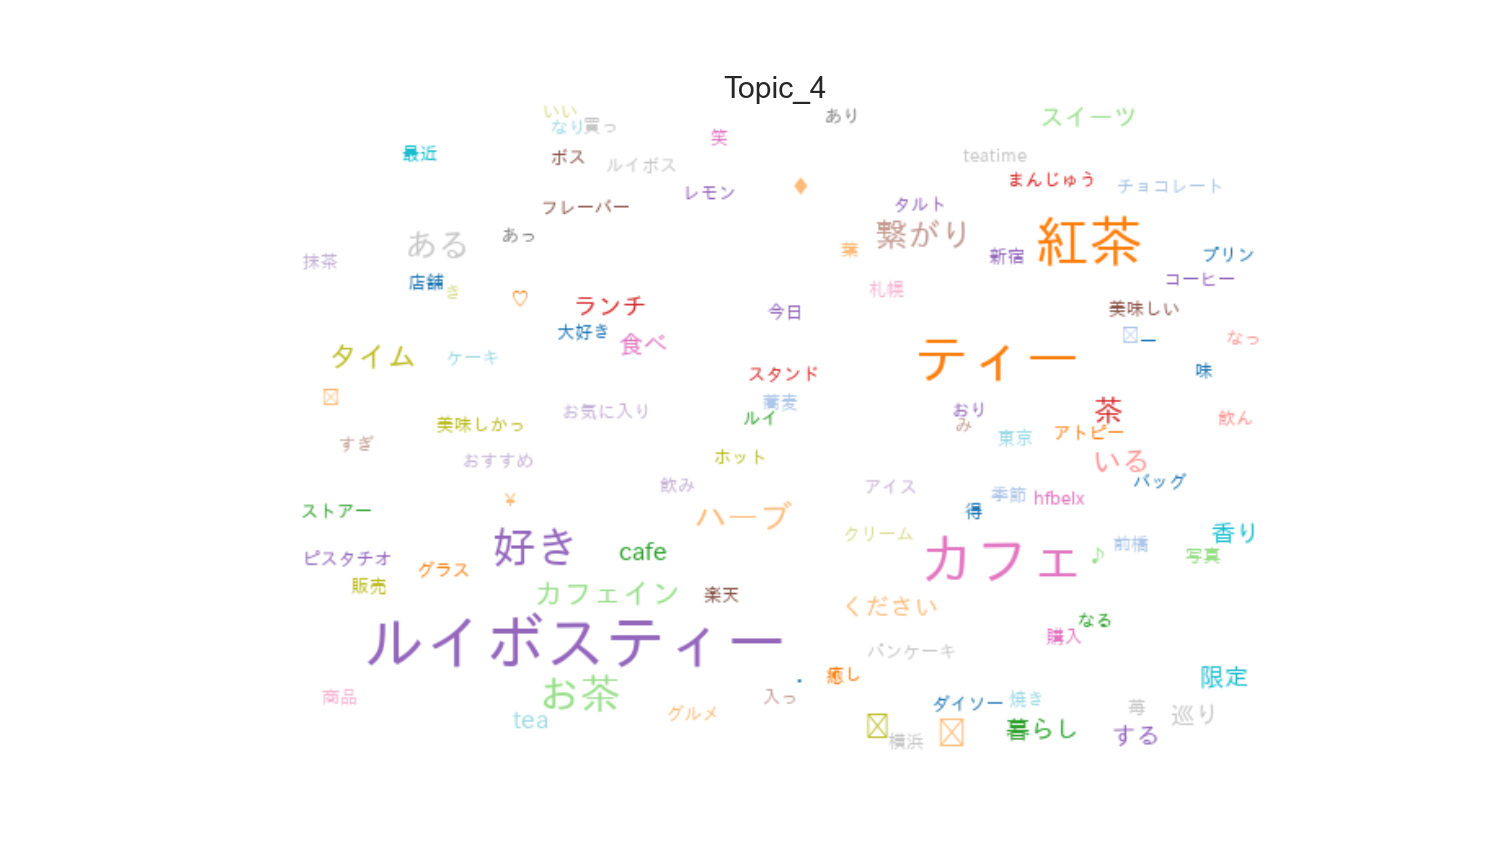 Topic_4
いい
あり
スイーツ
なり
買っ
笑
最近
ボス
ルイボス
teatime
まんじゅう
チョコレート
レモン
♦
タルト
フレーバー
繋がり
紅茶
ある
あっ
葉
新宿
プリン
抹茶
コーヒー
店舗
き
♡
札幌
ランチ
今日
美味しい
大好き
食べ
ー
なっ
タイム
ケーキ
ティー
味
スタンド
蕎麦
お気に入り
ルイ
おり
茶
美味しかっ
み
飲ん
すぎ
東京
アトピー
おすすめ
ホット
いる
飲み
アイス
バッグ
¥
季節
hfbelx
ストアー
ハーブ
得
クリーム
香り
好き
cafe
カフェ
♪
前橋
写真
ピスタチオ
グラス
販売
カフェイン
楽天
ください
なる
ルイボスティー
購入
パンケーキ
癒し
限定
商品
お茶
入っ
ダイソー
焼き
苺
tea
グルメ
巡り
横浜
暮らし
する